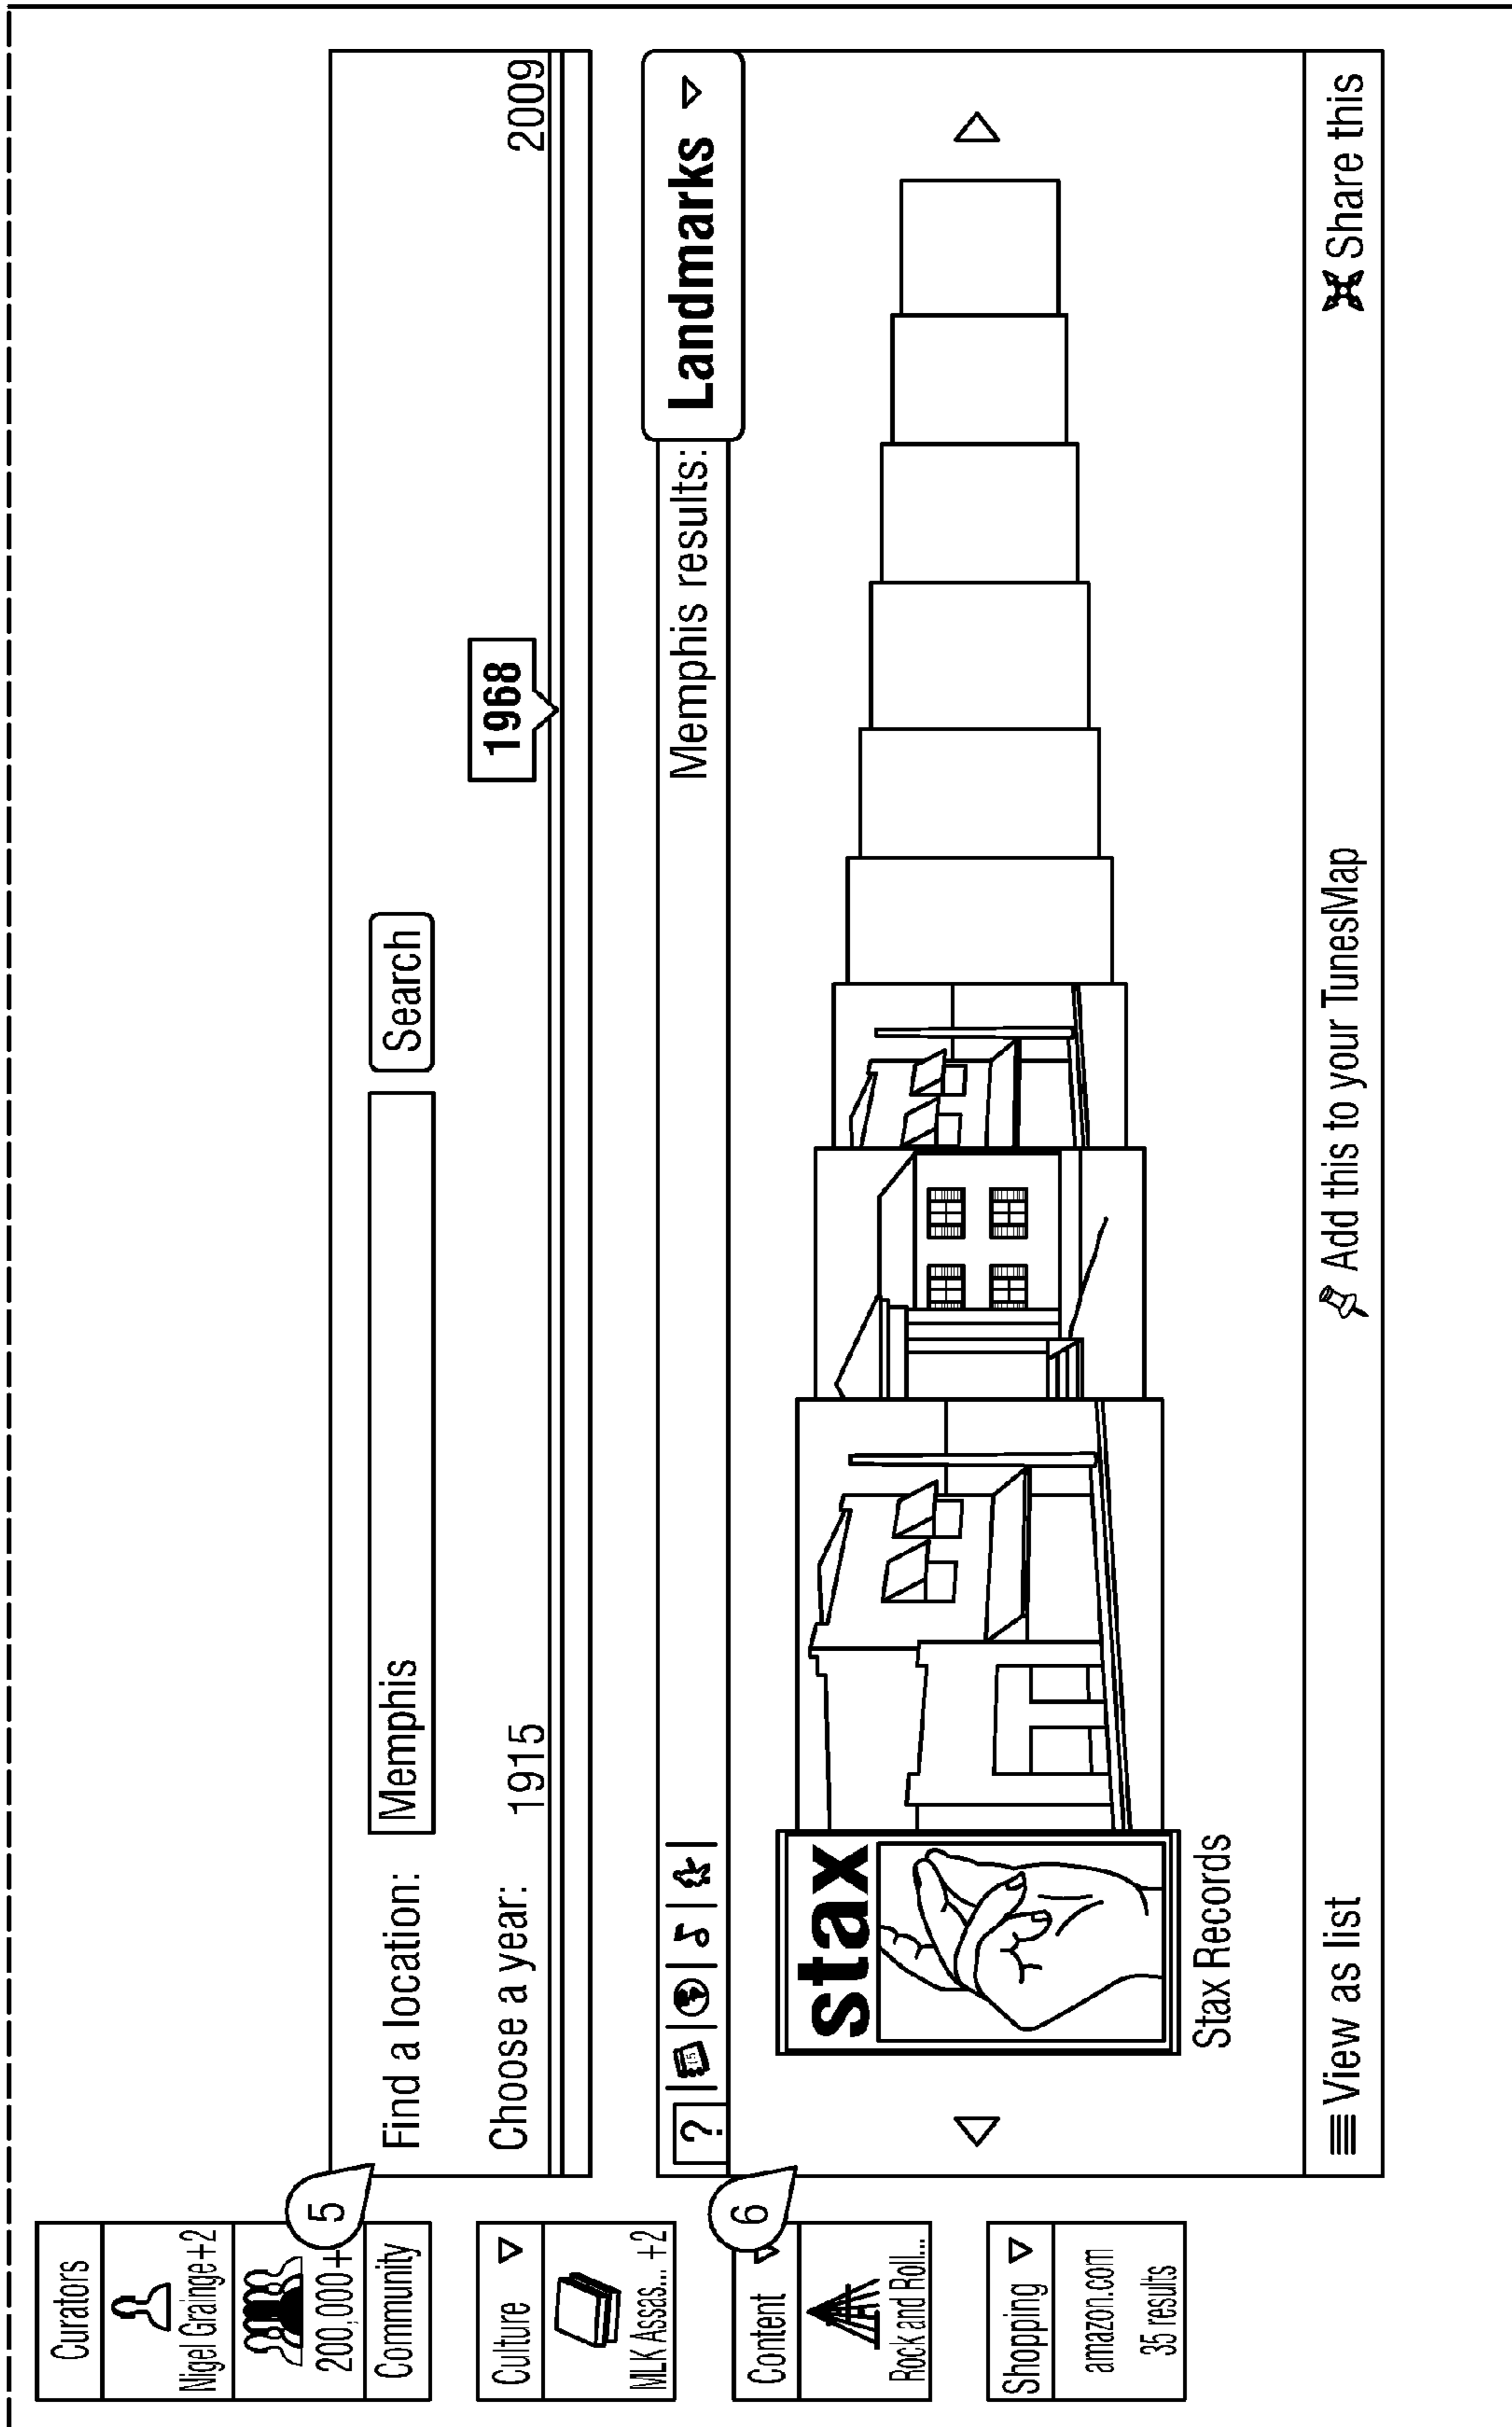 Curators
Nigel Grainge+2
200,000+
Community
Culture
MLK Assas... +2
Content
Rock and Roll...
Shopping
amazon.com
35 results
5
Find a location: Memphis Search
Choose a year: 1915 1968 2009
6
? 15 Memphis results: Landmarks
stax
Stax Records
View as list Add this to your TunesMap Share this